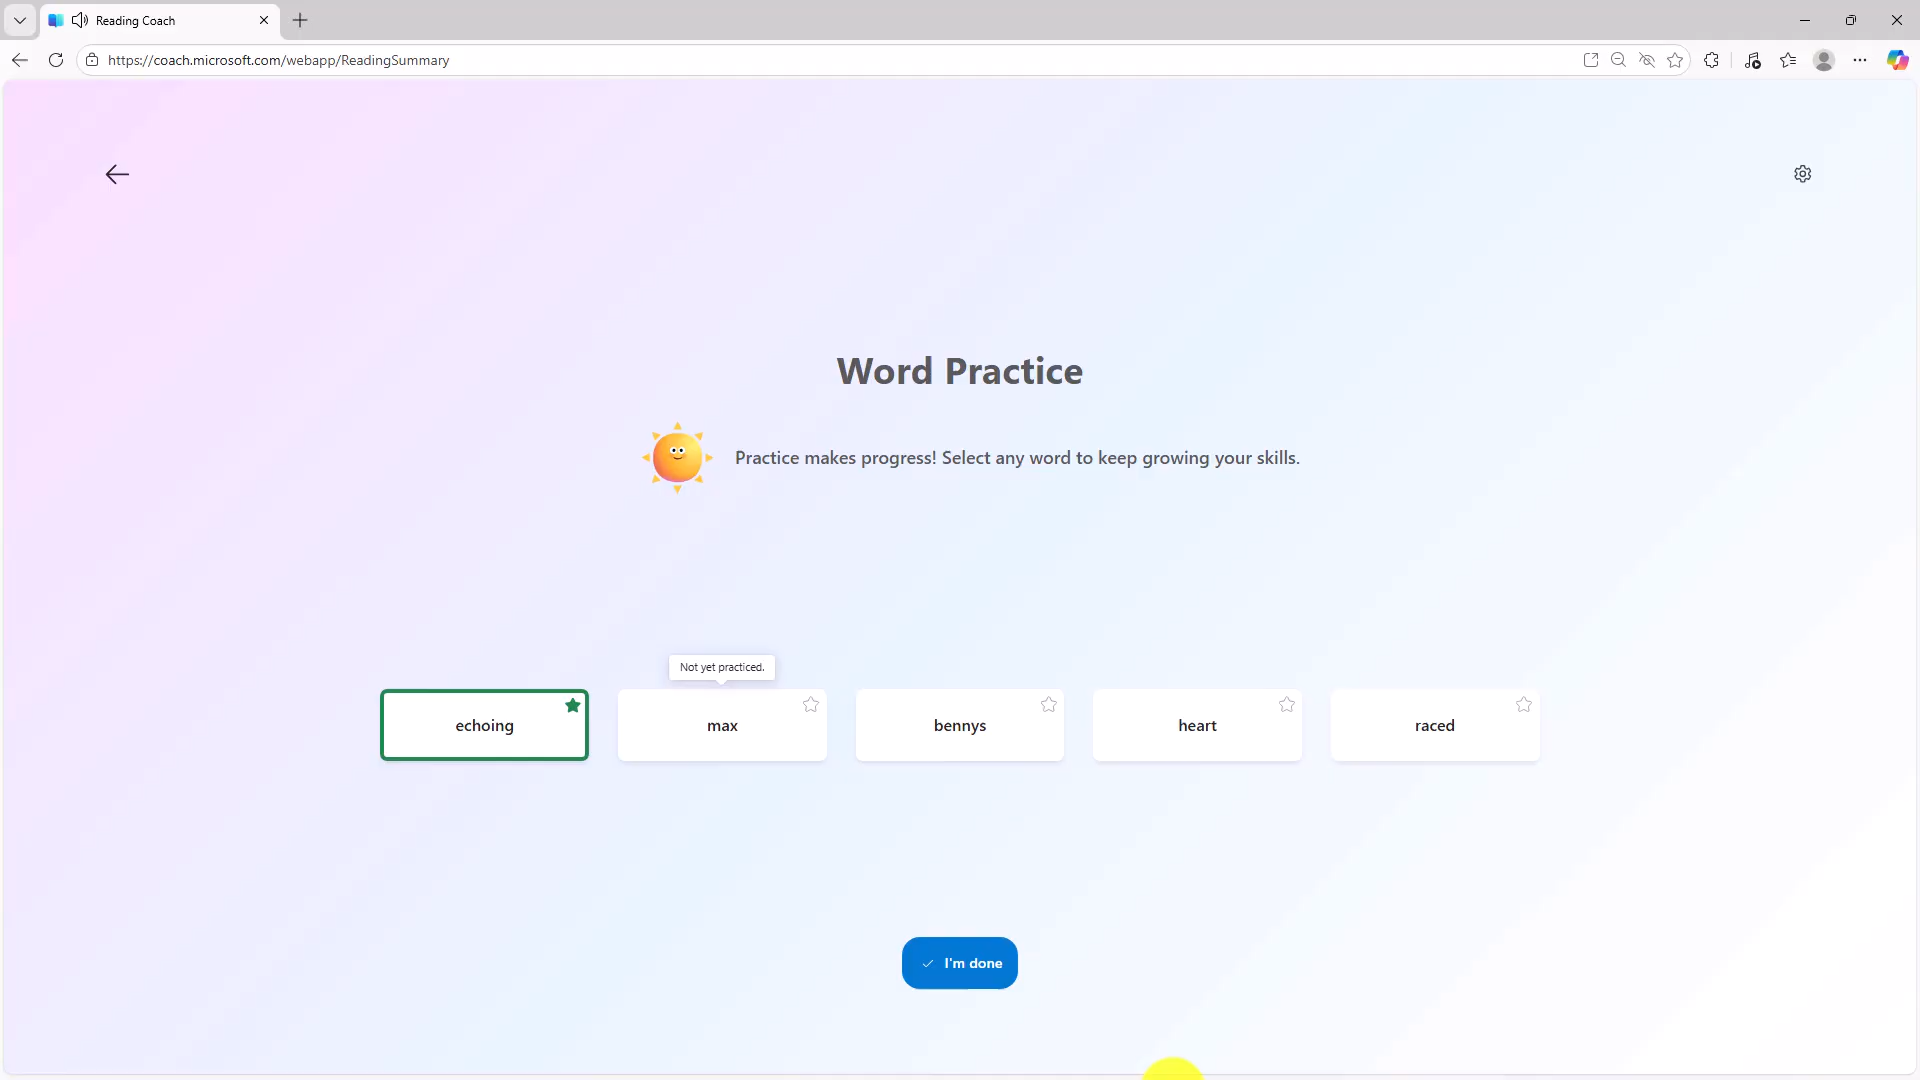 Reading Coach
https://coach.microsoft.com/webapp/ReadingSummary
Word Practice
Practice makes progress! Select any word to keep growing your skills.
Not yet practiced.
echoing
max
bennys
heart
raced
I'm done